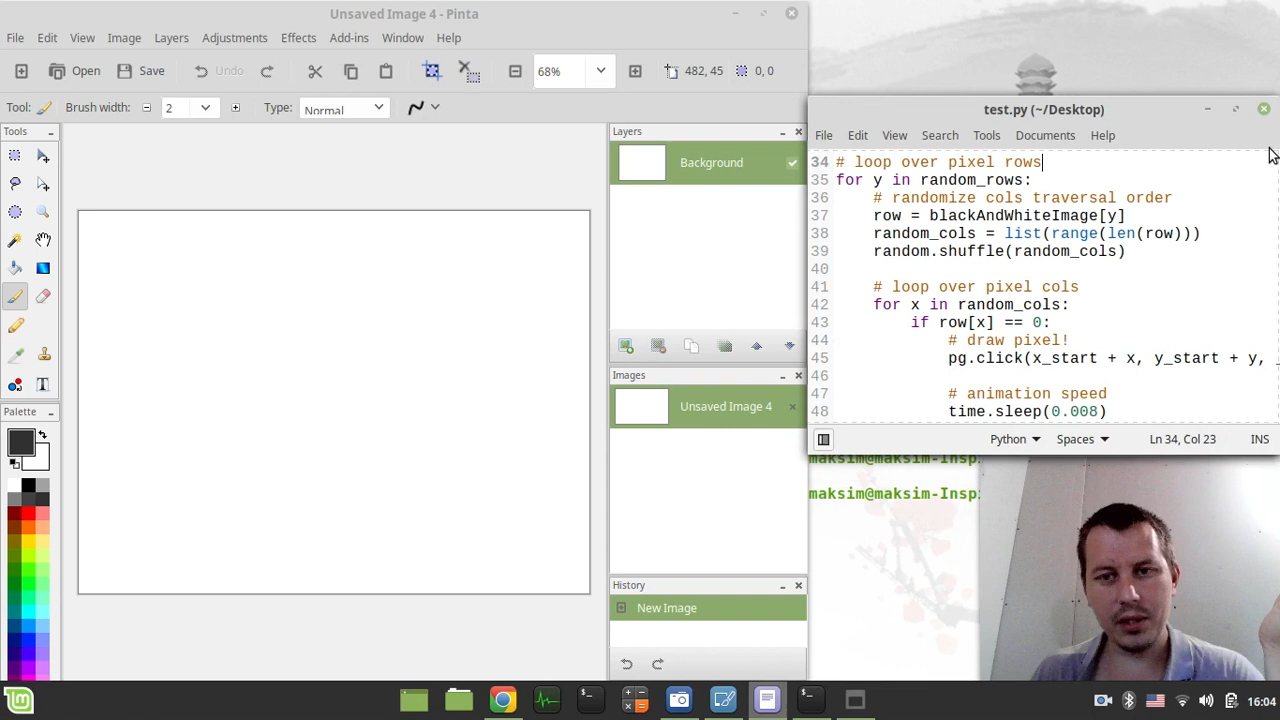 Unsaved Image 4 - Pinta
File Edit View Image Layers Adjustments Effects Add-ins Window Help
Open Save Undo 68% 482, 45 0, 0
Tool: Brush width: 2 Type: Normal
Tools
T
Palette
Layers
Background
Images
Unsaved Image 4
History
New Image
test.py (~/Desktop)
File Edit View Search Tools Documents Help
34 # loop over pixel rows
35 for y in random_rows:
36 # randomize cols traversal order
37 row = blackAndWhiteImage[y]
38 random_cols = list(range(len(row)))
39 random.shuffle(random_cols)
40
41 # loop over pixel cols
42 for x in random_cols:
43 if row[x] == 0:
44 # draw pixel!
45 pg.click(x_start + x, y_start + y, _
46
47 # animation speed
48 time.sleep(0.008)
Python Spaces Ln 34, Col 23 INS
maksim@maksim-Insp
maksim@maksim-Insp
16:04